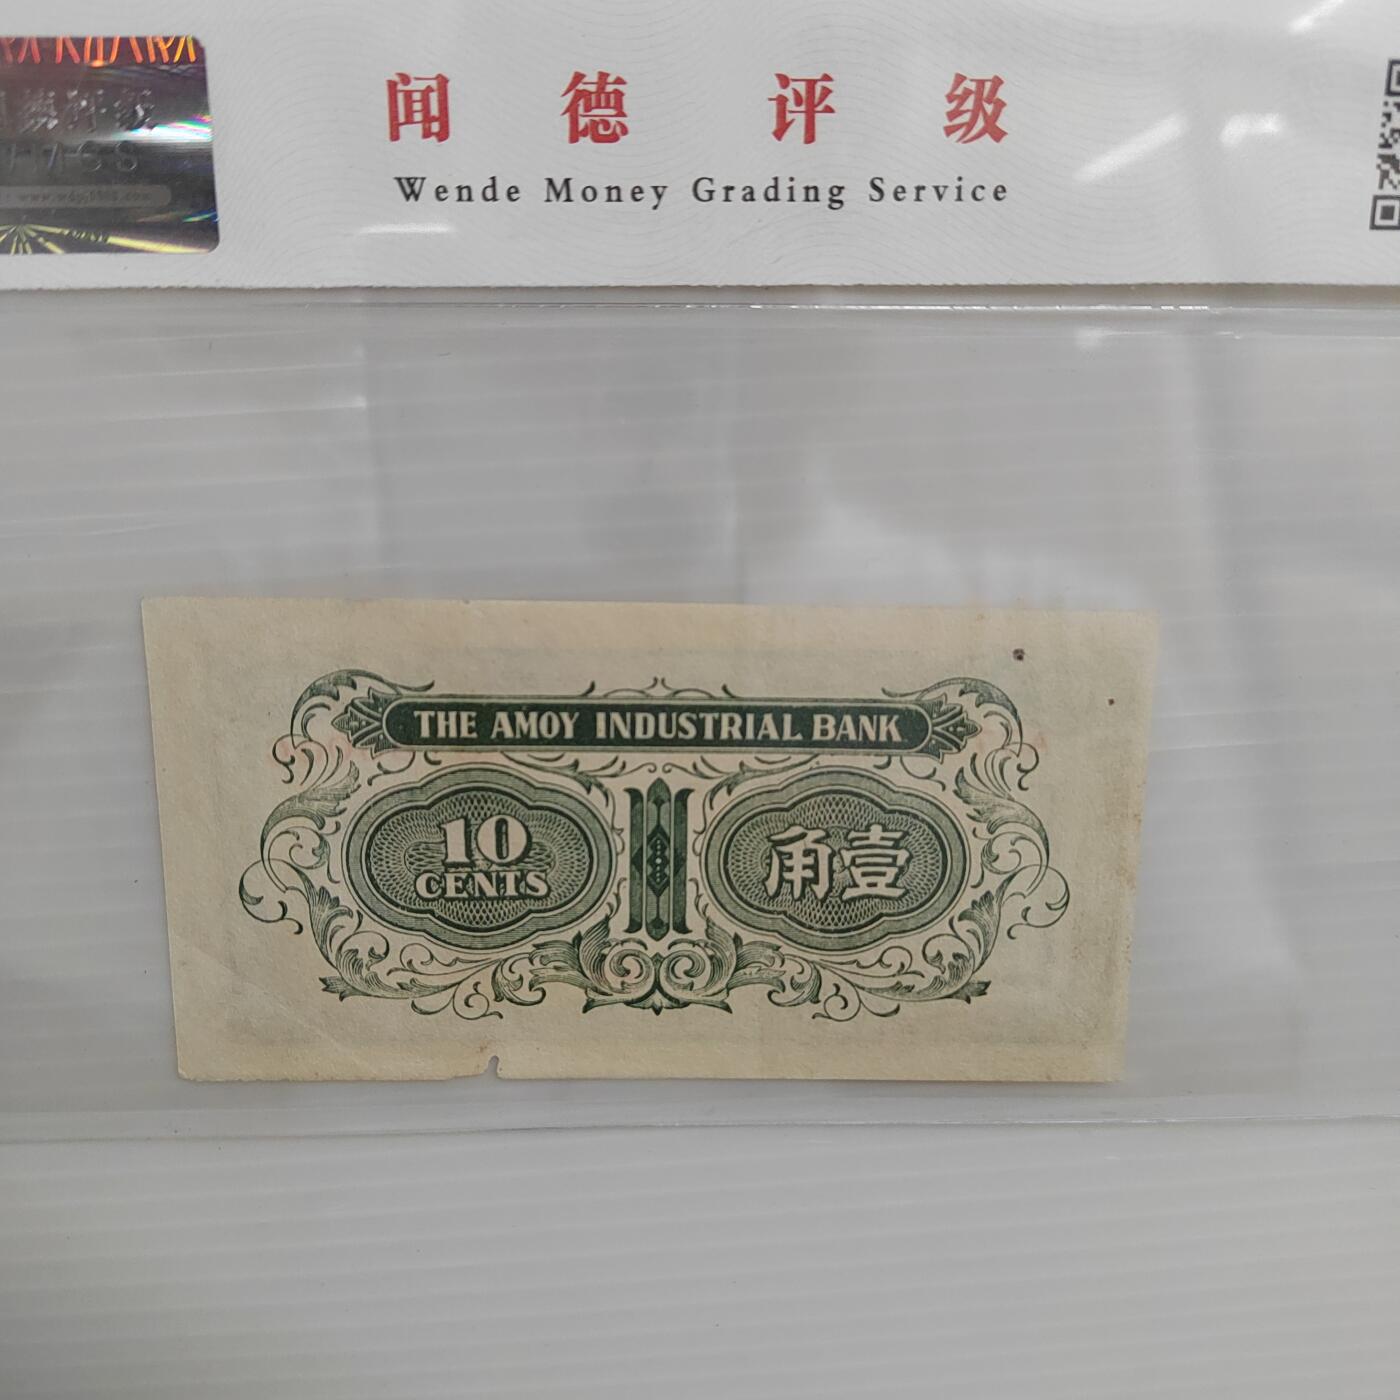 闻德评级
Wende Money Grading Service
THE AMOY INDUSTRIAL BANK
10
CENTS
角壹